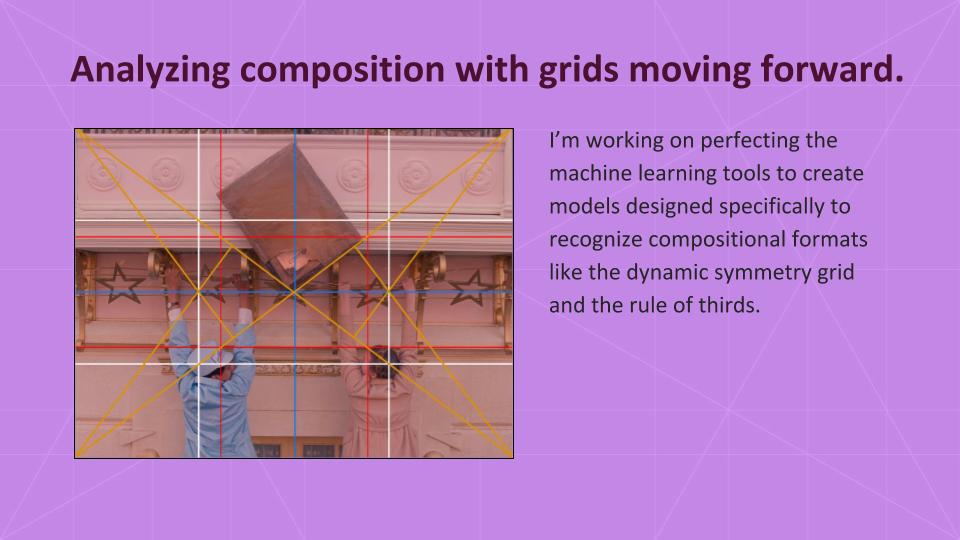 Analyzing composition with grids moving forward.
I’m working on perfecting the
machine learning tools to create
models designed specifically to
recognize compositional formats
like the dynamic symmetry grid
and the rule of thirds.